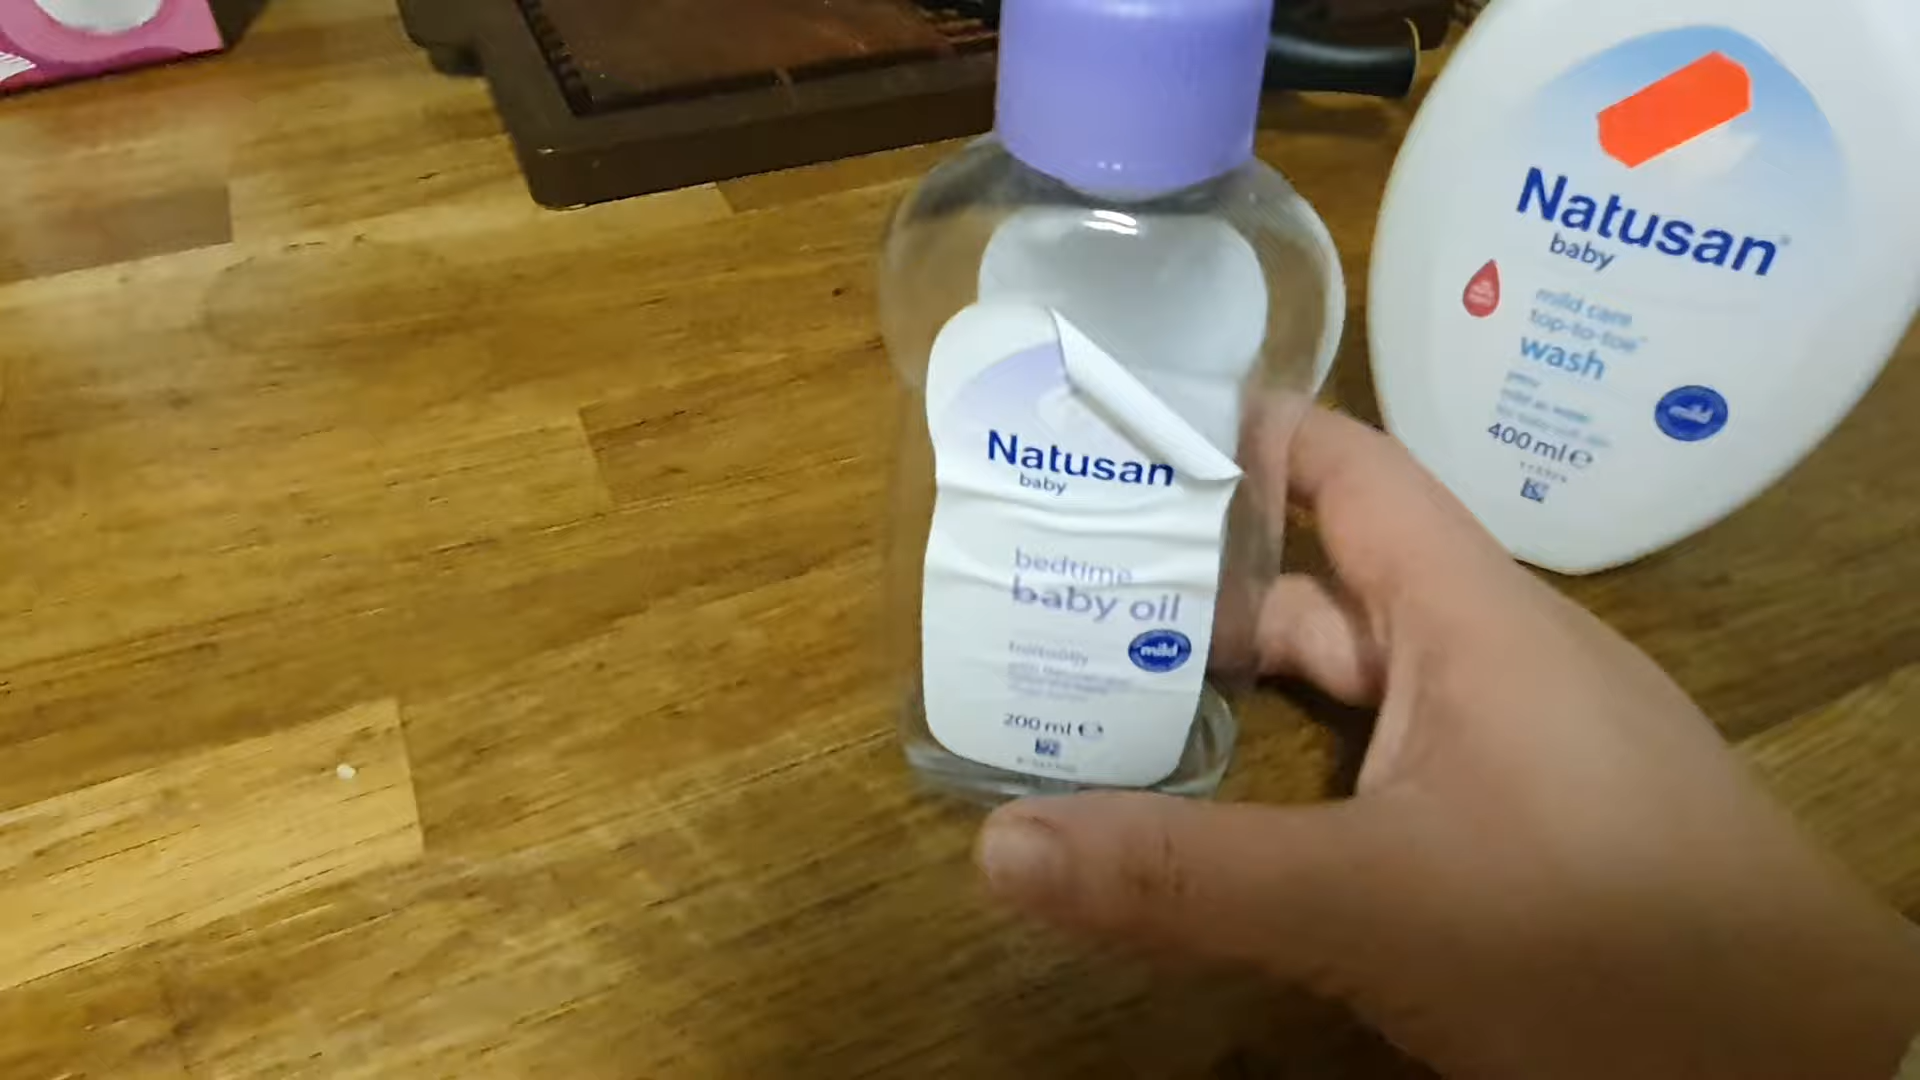 Natusan
baby
bedtime
baby oil
mild
200 ml e
Natusan
baby
mild care
top-to-toe
wash
mild
400 ml e